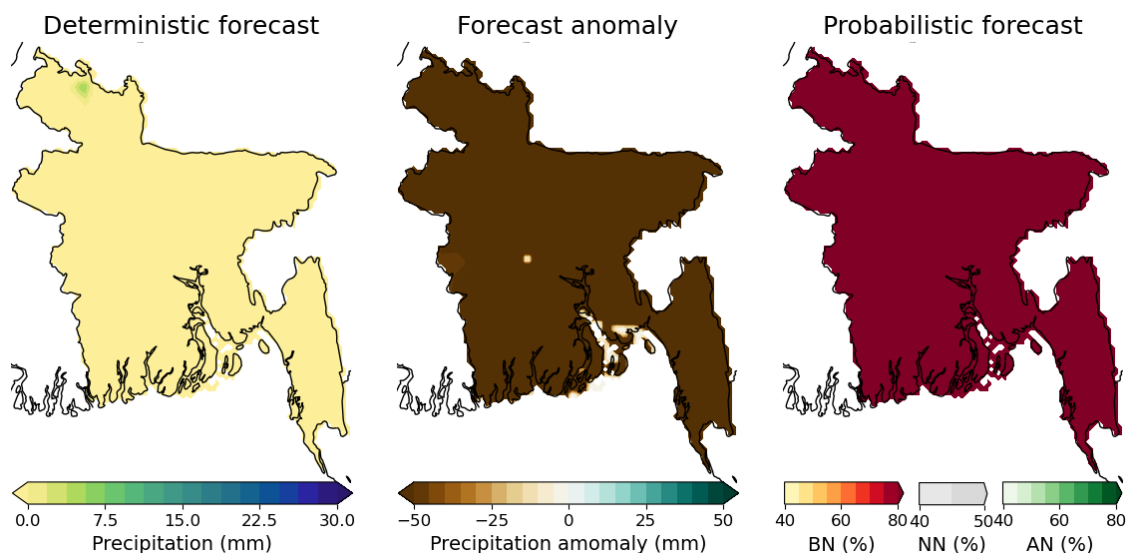 Deterministic forecast
Forecast anomaly
Probabilistic forecast
0.0 7.5 15.0 22.5 30.0
Precipitation (mm)
−50 −25 0 25 50
Precipitation amomaly (mm)
40 60 80
BN (%)
40 50
NN (%)
40 60 80
AN (%)